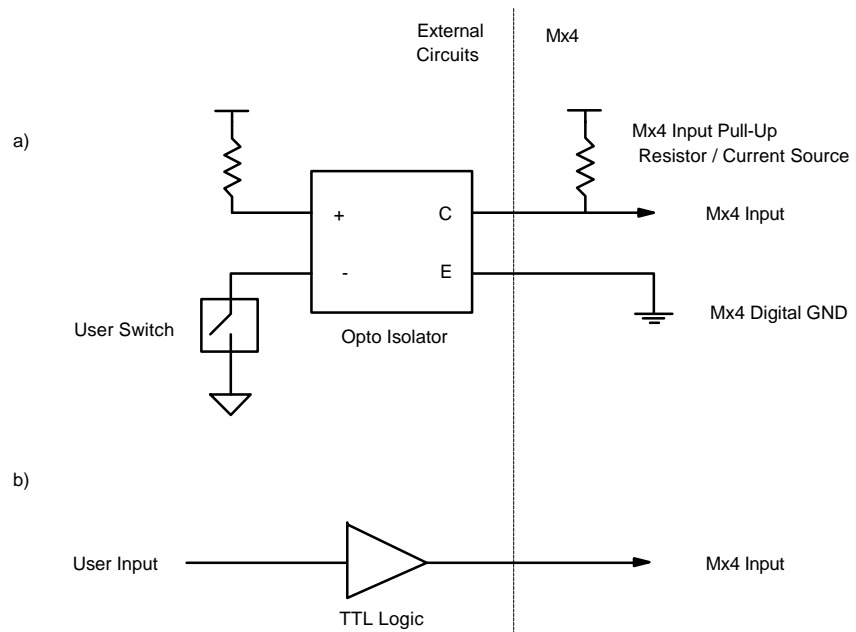 External
Circuits
Mx4
a)
Mx4 Input Pull-Up
Resistor / Current Source
+
C
Mx4 Input
-
E
User Switch
Opto Isolator
Mx4 Digital GND
b)
User Input
Mx4 Input
TTL Logic